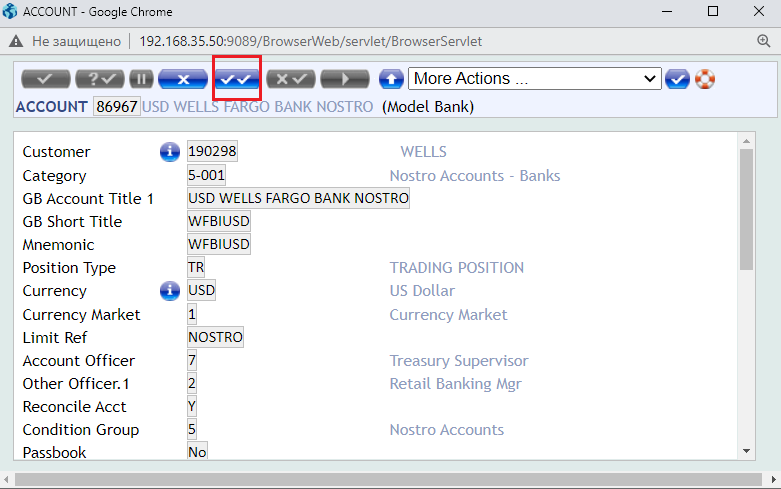 ACCOUNT - Google Chrome
Не защищено 192.168.35.50:9089/BrowserWeb/servlet/BrowserServlet
More Actions ...
ACCOUNT 86967 USD WELLS FARGO BANK NOSTRO (Model Bank)
Customer 190298 WELLS
Category 5-001 Nostro Accounts - Banks
GB Account Title 1 USD WELLS FARGO BANK NOSTRO
GB Short Title WFBIUSD
Mnemonic WFBIUSD
Position Type TR TRADING POSITION
Currency USD US Dollar
Currency Market 1 Currency Market
Limit Ref NOSTRO
Account Officer 7 Treasury Supervisor
Other Officer.1 2 Retail Banking Mgr
Reconcile Acct Y
Condition Group 5 Nostro Accounts
Passbook No